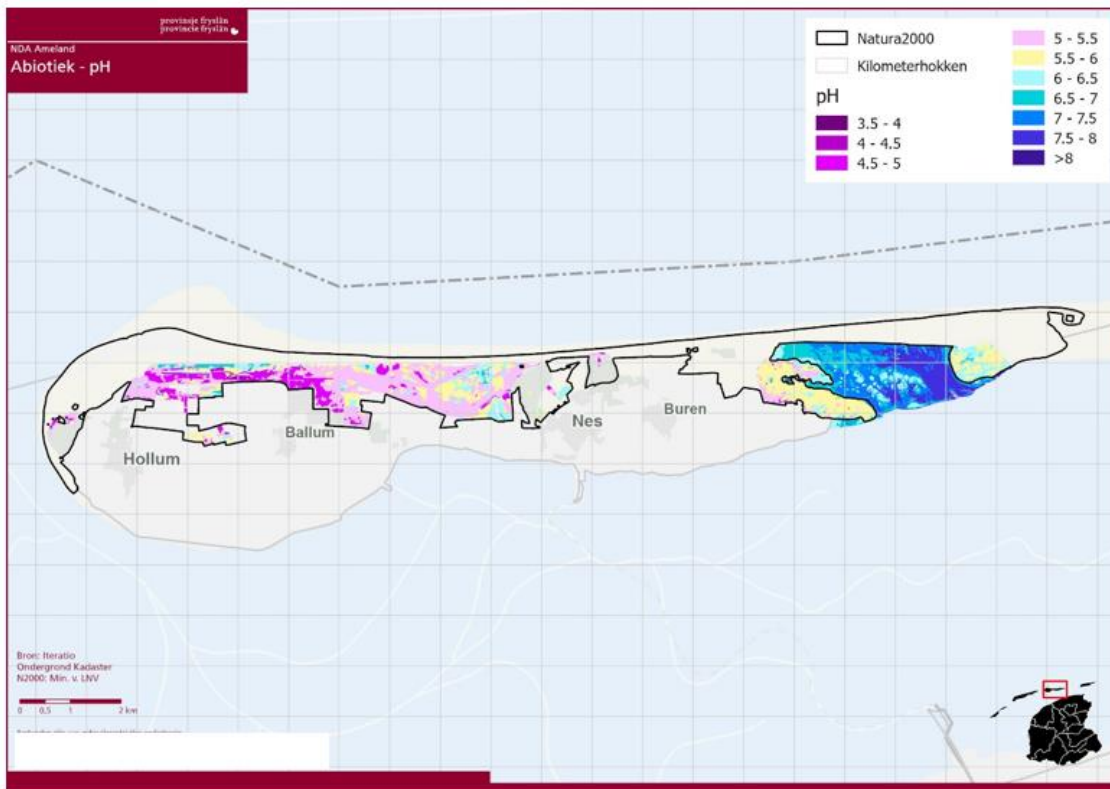 provinsje fryslân
provincie fryslân
NDA Ameland
Abiotiek - pH
Natura2000
Kilometerhokken
pH
3.5 - 4
4 - 4.5
4.5 - 5
5 - 5.5
5.5 - 6
6 - 6.5
6.5 - 7
7 - 7.5
7.5 - 8
>8
Hollum
Ballum
Nes
Buren
Bron: Iteratio
Ondergrond Kadaster
N2000: Min. v. LNV
0 0,5 1 2 km